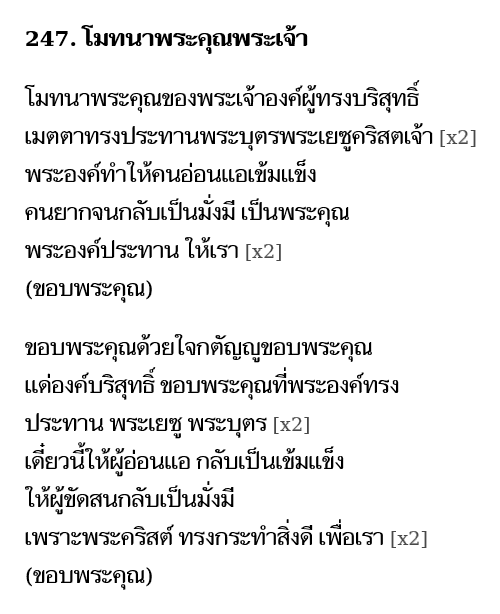 247. โมทนาพระคุณพระเจ้า
โมทนาพระคุณของพระเจ้าองค์ผู้ทรงบริสุทธิ์
เมตตาทรงประทานพระบุตรพระเยซูคริสตเจ้า [x2]
พระองค์ทำให้คนอ่อนแอเข้มแข็ง
คนยากจนกลับเป็นมั่งมี เป็นพระคุณ
พระองค์ประทาน ให้เรา [x2]
(ขอบพระคุณ)
ขอบพระคุณด้วยใจกตัญญูขอบพระคุณ
แด่องค์บริสุทธิ์ ขอบพระคุณที่พระองค์ทรง
ประทาน พระเยซู พระบุตร [x2]
เดี๋ยวนี้ให้ผู้อ่อนแอ กลับเป็นเข้มแข็ง
ให้ผู้ขัดสนกลับเป็นมั่งมี
เพราะพระคริสต์ ทรงกระทำสิ่งดี เพื่อเรา [x2]
(ขอบพระคุณ)